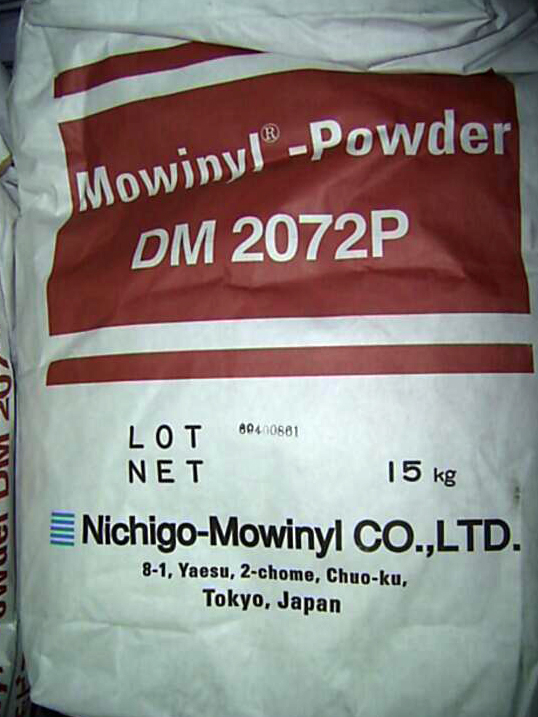 Mowinyl® -Powder
DM 2072P
LOT
NET 15 kg
Nichigo-Mowinyl CO.,LTD.
8-1, Yaesu, 2-chome, Chuo-ku,
Tokyo, Japan